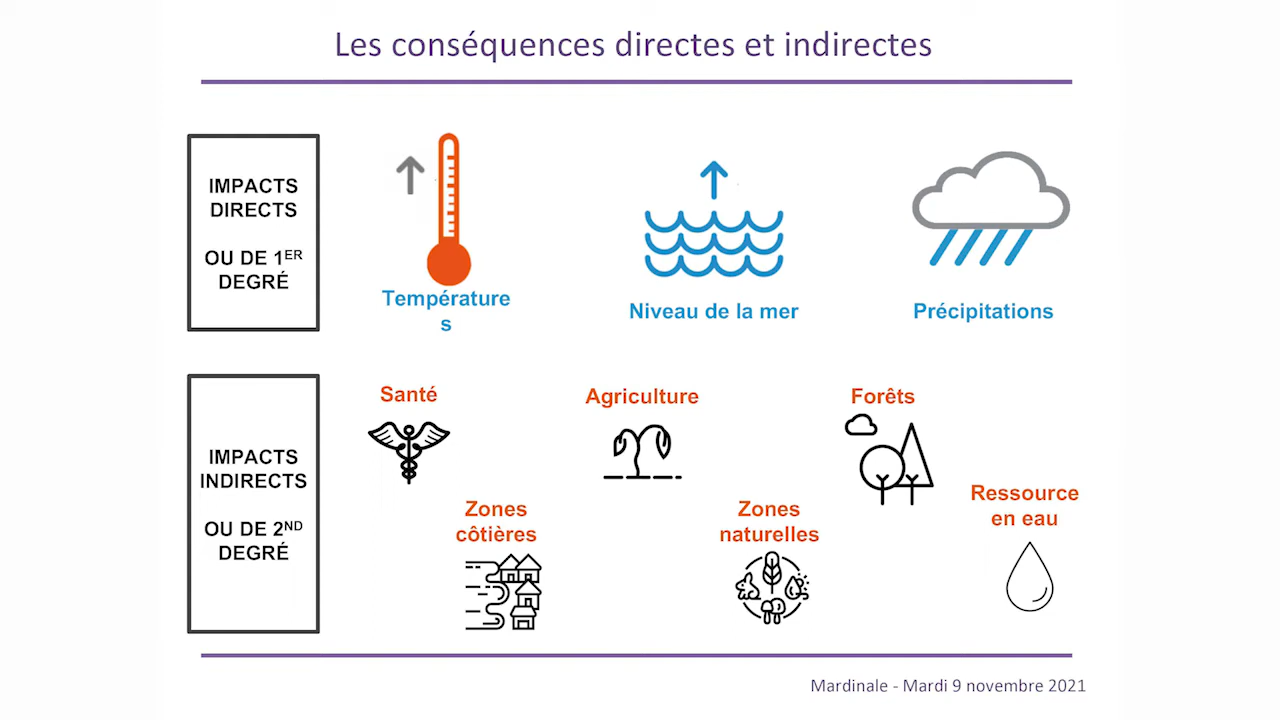 Les conséquences directes et indirectes
IMPACTS
DIRECTS
OU DE 1ER
DEGRÉ
Température
s
Niveau de la mer
Précipitations
IMPACTS
INDIRECTS
OU DE 2ND
DEGRÉ
Santé
Agriculture
Forêts
Zones
côtières
Zones
naturelles
Ressource
en eau
Mardinale - Mardi 9 novembre 2021